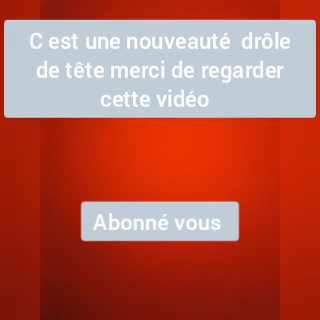 C est une nouveauté  drôle
de tête merci de regarder
cette vidéo
Abonné vous